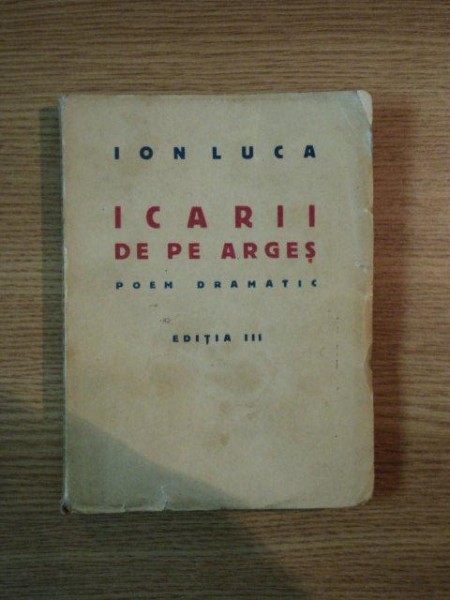 ION LUCA
ICARII
DE PE ARGEȘ
POEM DRAMATIC
EDIȚIA III